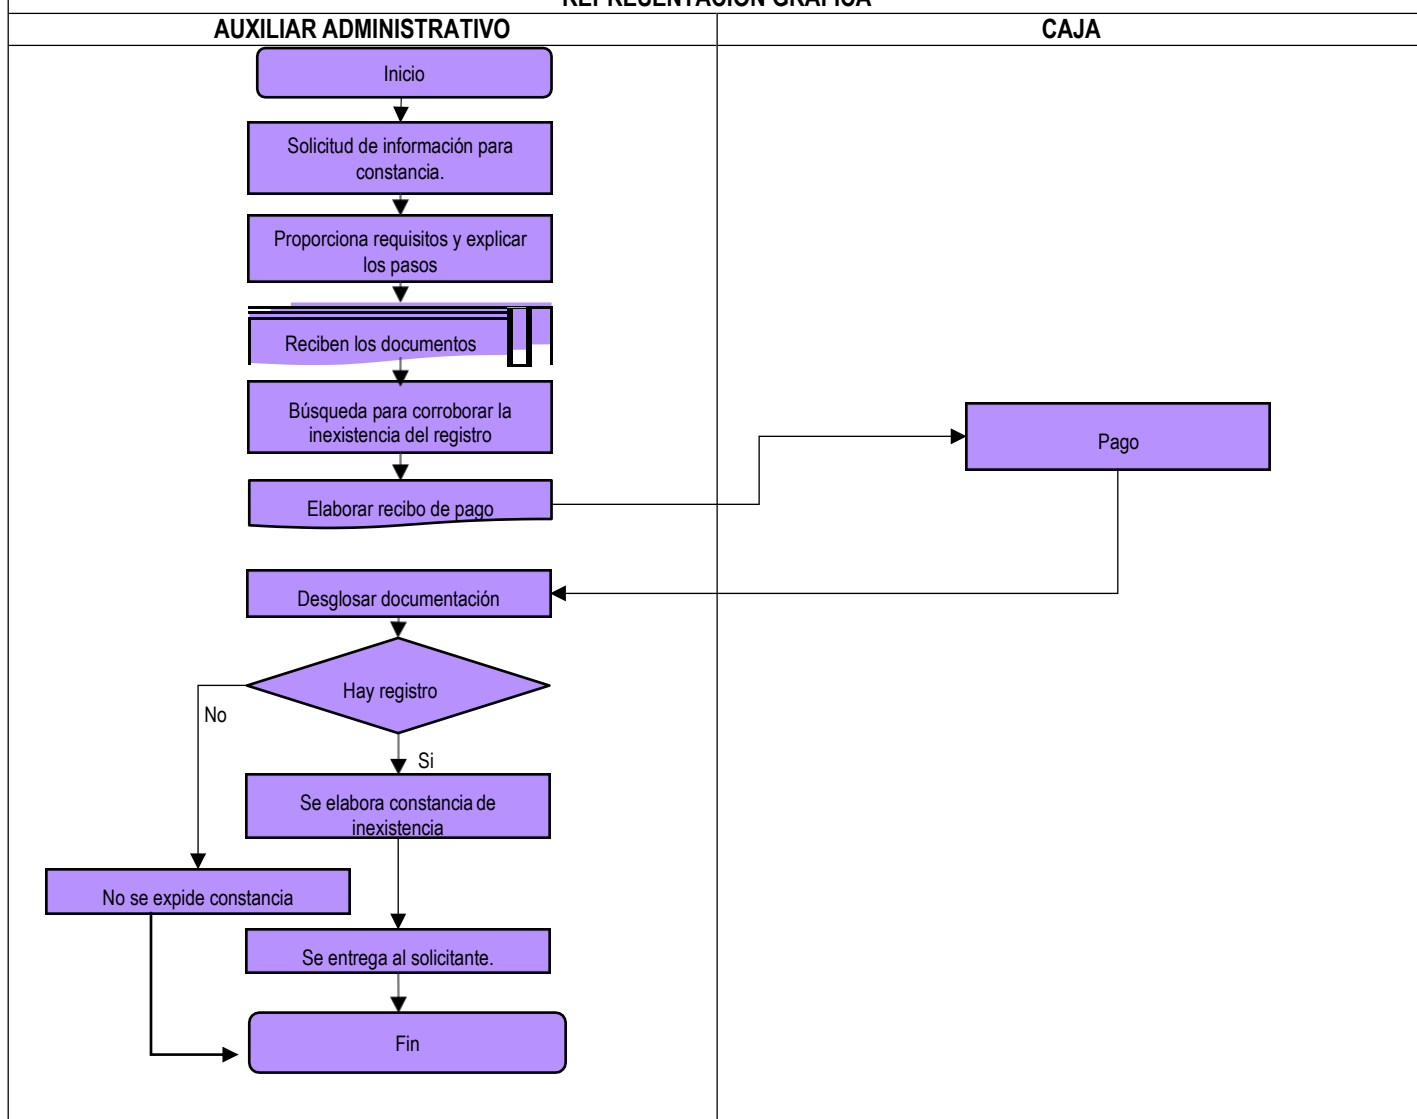 REPRESENTACIÓN GRÁFICA
AUXILIAR ADMINISTRATIVO
CAJA
Inicio
Solicitud de información para
constancia.
Proporciona requisitos y explicar
los pasos
Reciben los documentos
Búsqueda para corroborar la
inexistencia del registro
Pago
Elaborar recibo de pago
Desglosar documentación
Hay registro
No
Si
Se elabora constancia de
inexistencia
No se expide constancia
Se entrega al solicitante.
Fin